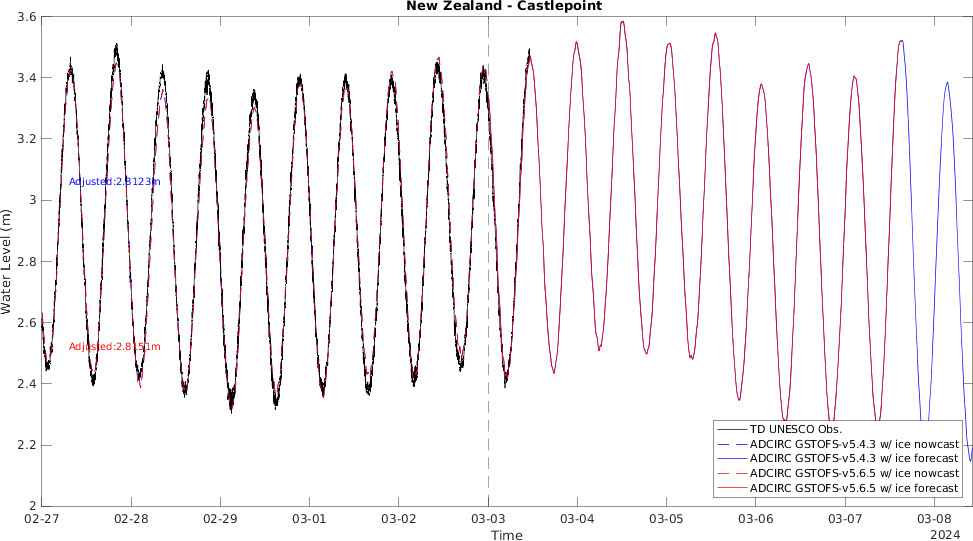 New Zealand - Castlepoint
3.6
3.4
3.2
3
2.8
2.6
2.4
2.2
2
Water Level (m)
Adjusted:2.8123m
Adjusted:2.8151m
TD UNESCO Obs.
ADCIRC GSTOFS-v5.4.3 w/ ice nowcast
ADCIRC GSTOFS-v5.4.3 w/ ice forecast
ADCIRC GSTOFS-v5.6.5 w/ ice nowcast
ADCIRC GSTOFS-v5.6.5 w/ ice forecast
02-27 02-28 02-29 03-01 03-02 03-03 03-04 03-05 03-06 03-07 03-08
Time
2024